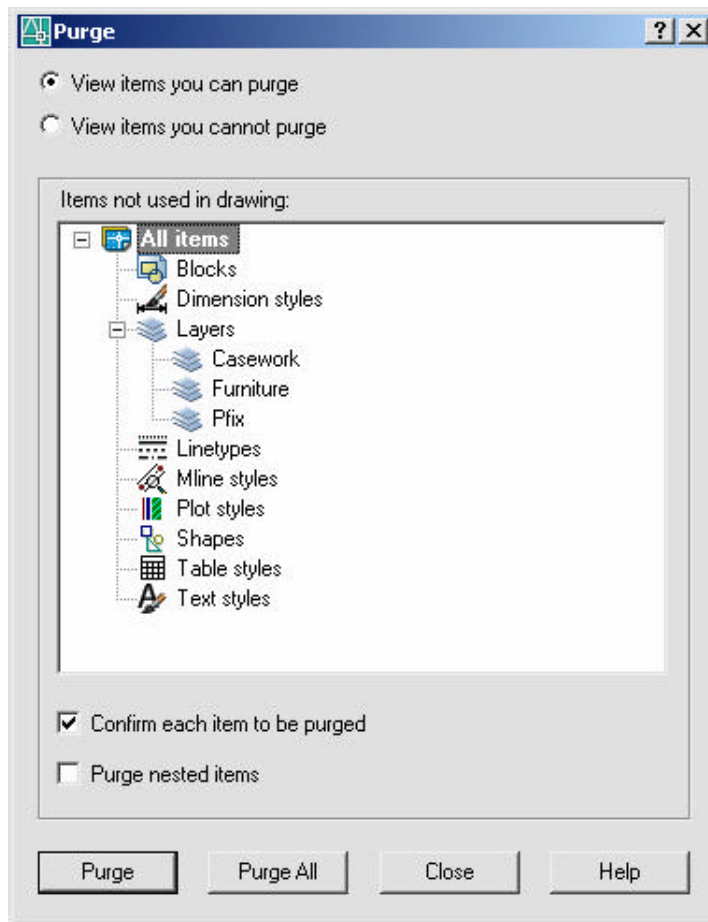 Purge
View items you can purge
View items you cannot purge
Items not used in drawing:
All items
Blocks
Dimension styles
Layers
Casework
Furniture
Pfix
Linetypes
Mline styles
Plot styles
Shapes
Table styles
Text styles
Confirm each item to be purged
Purge nested items
Purge Purge All Close Help